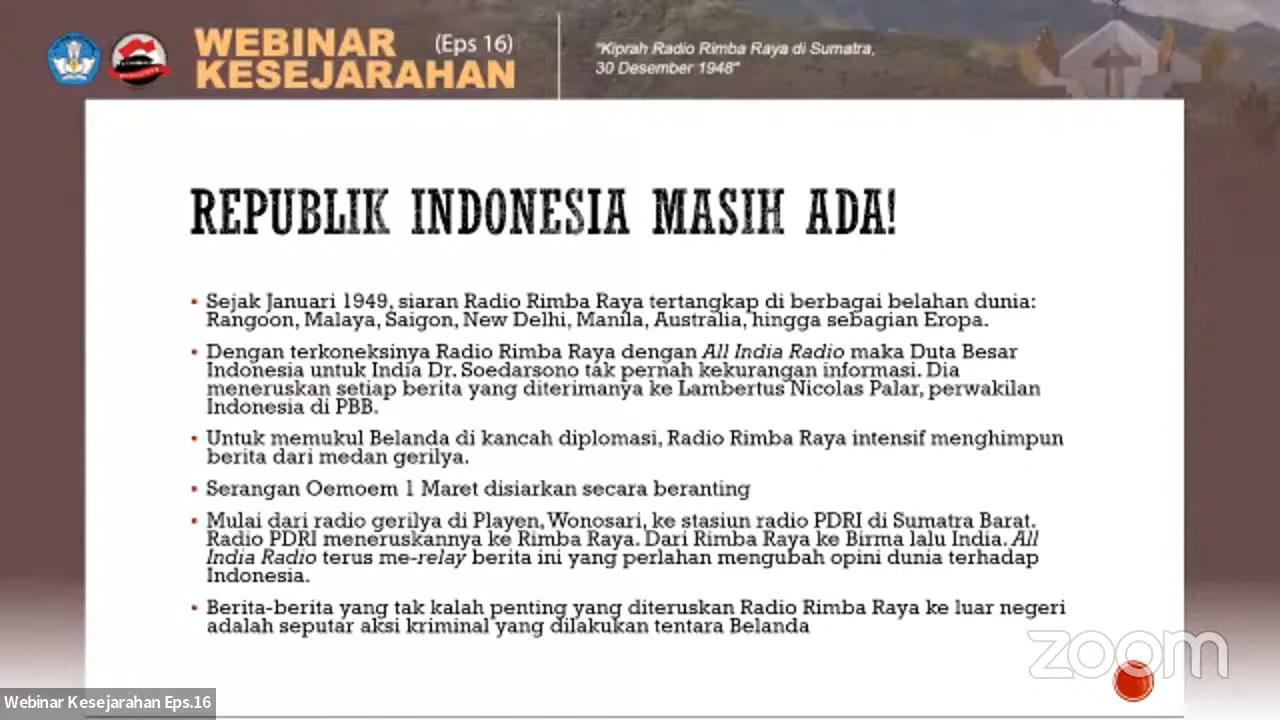 WEBINAR (Eps 16)
KESEJARAHAN
"Kiprah Radio Rimba Raya di Sumatra,
30 Desember 1948"
REPUBLIK INDONESIA MASIH ADA!
▪ Sejak Januari 1949, siaran Radio Rimba Raya tertangkap di berbagai belahan dunia:
Rangoon, Malaya, Saigon, New Delhi, Manila, Australia, hingga sebagian Eropa.
▪ Dengan terkoneksinya Radio Rimba Raya dengan All India Radio maka Duta Besar
Indonesia untuk India Dr. Soedarsono tak pernah kekurangan informasi. Dia
meneruskan setiap berita yang diterimanya ke Lambertus Nicolas Palar, perwakilan
Indonesia di PBB.
▪ Untuk memukul Belanda di kancah diplomasi, Radio Rimba Raya intensif menghimpun
berita dari medan gerilya.
▪ Serangan Oemoem 1 Maret disiarkan secara beranting
▪ Mulai dari radio gerilya di Playen, Wonosari, ke stasiun radio PDRI di Sumatra Barat.
Radio PDRI meneruskannya ke Rimba Raya. Dari Rimba Raya ke Birma lalu India. All
India Radio terus me-relay berita ini yang perlahan mengubah opini dunia terhadap
Indonesia.
▪ Berita-berita yang tak kalah penting yang diteruskan Radio Rimba Raya ke luar negeri
adalah seputar aksi kriminal yang dilakukan tentara Belanda
zoom
Webinar Kesejarahan Eps.16